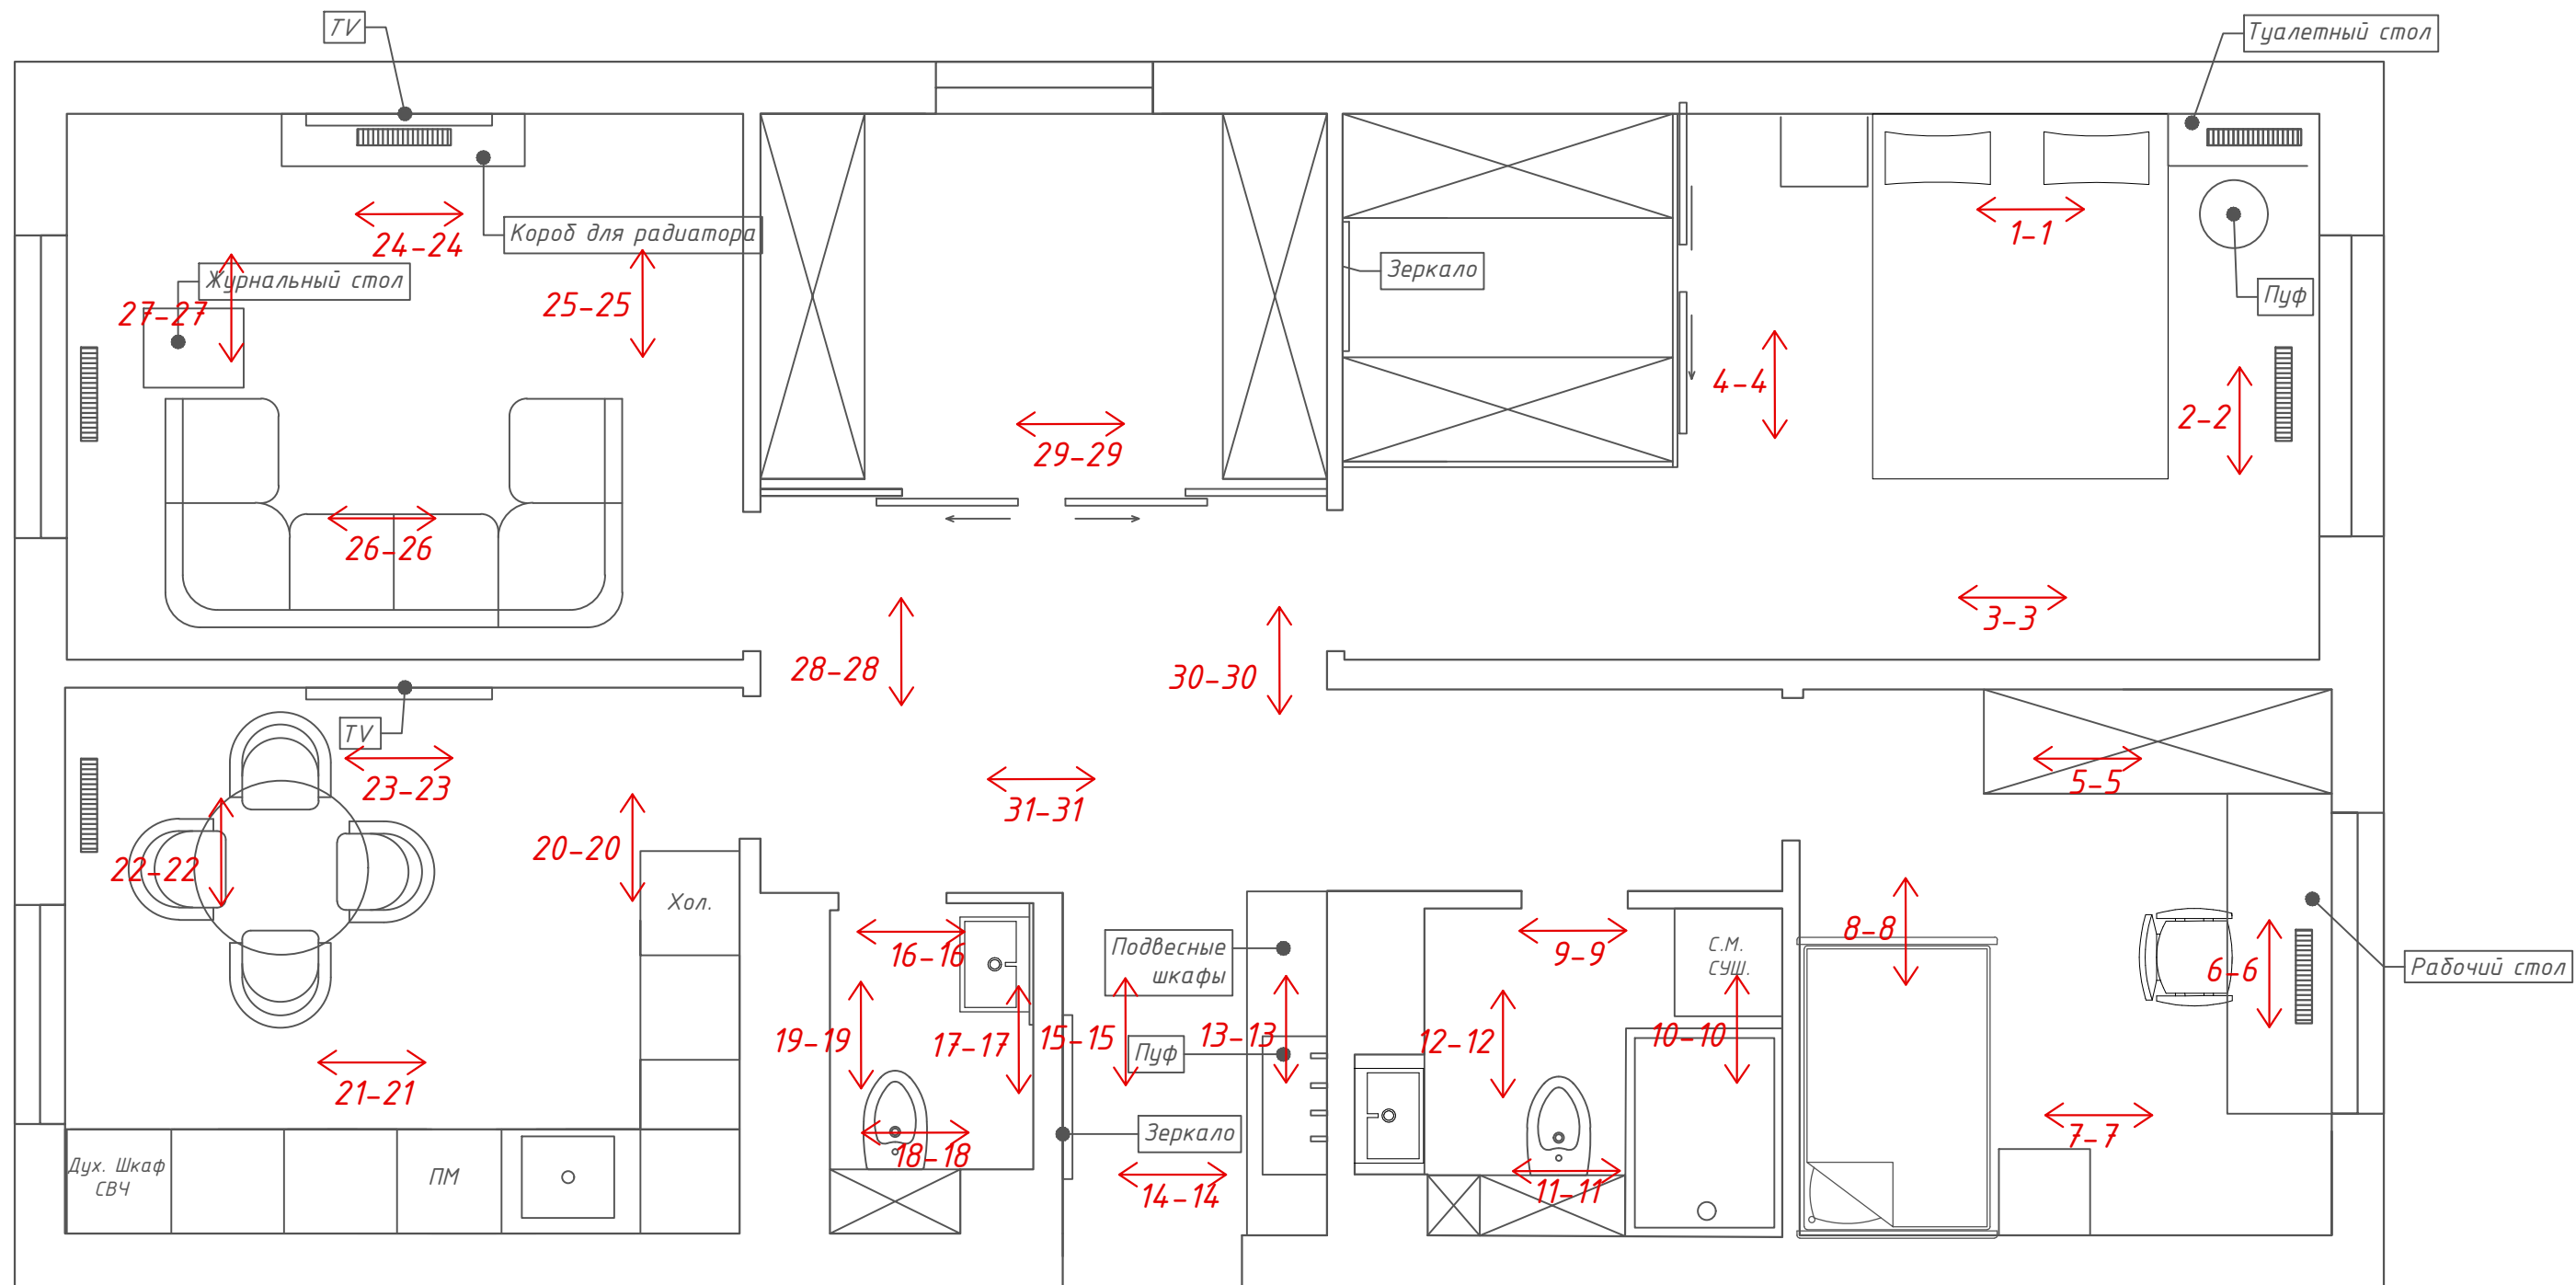 TV
Туалетный стол
24-24
Короб для радиатора
1-1
Журнальный стол
Зеркало
Пуф
27-27
25-25
4-4
2-2
29-29
26-26
3-3
28-28
30-30
TV
23-23
31-31
5-5
20-20
22-22
Хол.
16-16
Подвесные
шкафы
9-9
С.М.
СУШ.
8-8
6-6
Рабочий стол
19-19
17-17
15-15
Пуф
13-13
12-12
10-10
21-21
Зеркало
7-7
Дух. Шкаф
СВЧ
ПМ
18-18
14-14
11-11